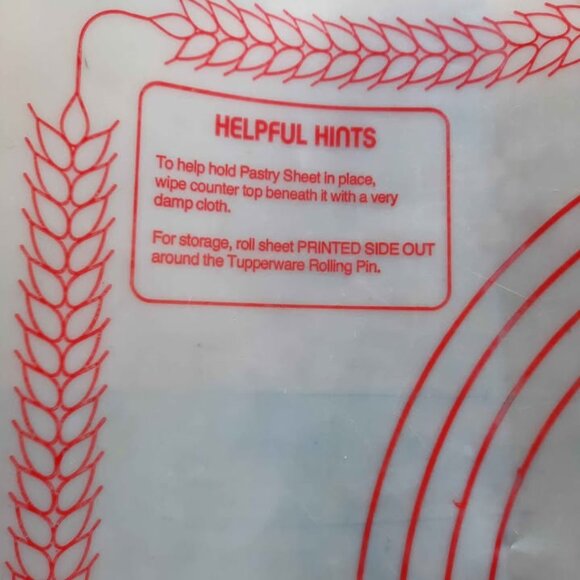 HELPFUL HINTS
To help hold Pastry Sheet in place,
wipe counter top beneath it with a very
damp cloth.
For storage, roll sheet PRINTED SIDE OUT
around the Tupperware Rolling Pin.